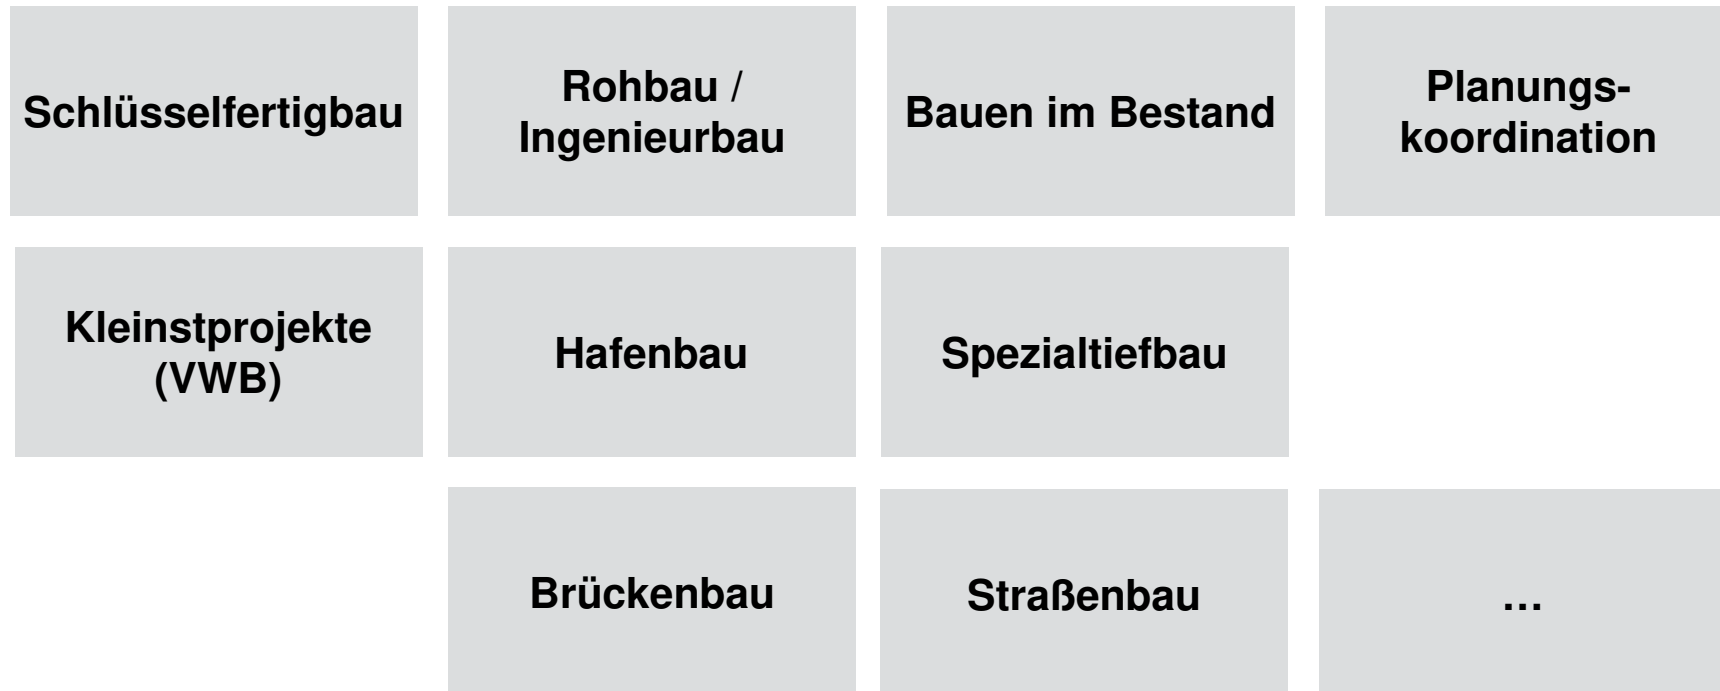 Schlüsselfertigbau
Rohbau /
Ingenieurbau
Bauen im Bestand
Planungs-
koordination
Kleinstprojekte
(VWB)
Hafenbau
Spezialtiefbau
Brückenbau
Straßenbau
...